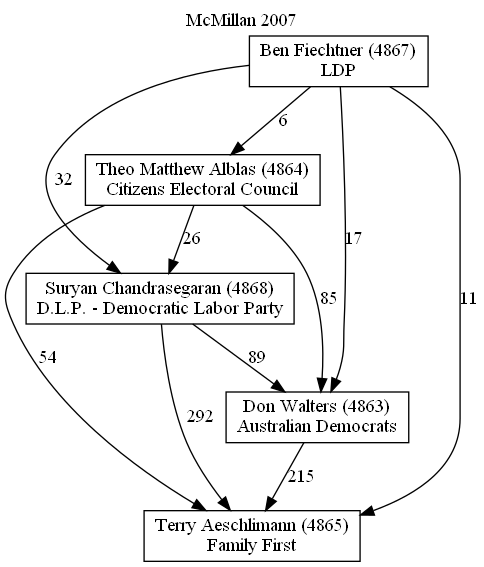 McMillan 2007
Ben Fiechtner (4867)
LDP
6
Theo Matthew Alblas (4864)
Citizens Electoral Council
32
26
17
Suryan Chandrasegaran (4868)
D.L.P. - Democratic Labor Party
85
11
54
89
Don Walters (4863)
Australian Democrats
292
215
Terry Aeschlimann (4865)
Family First